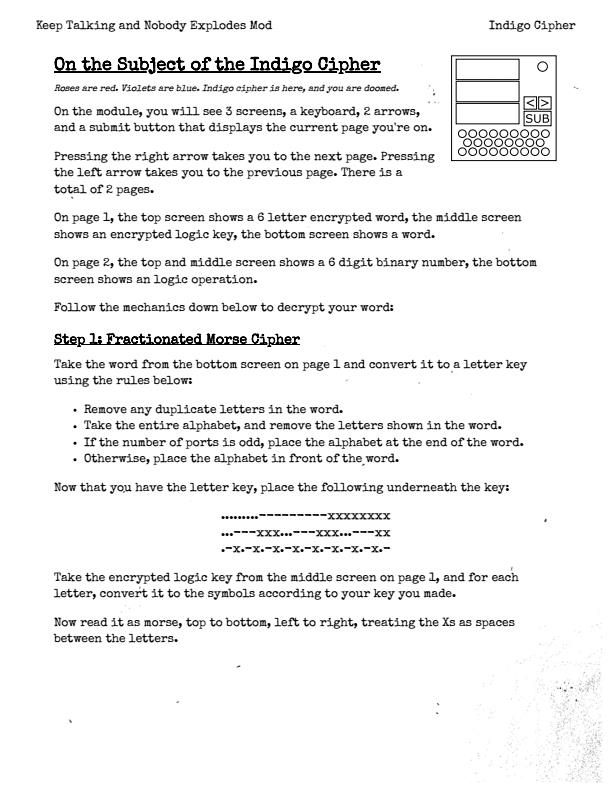 Keep Talking and Nobody Explodes Mod
Indigo Cipher
On the Subject of the Indigo Cipher
Roses are red. Violets are blue. Indigo cipher is here, and you are doomed.
On the module, you will see 3 screens, a keyboard, 2 arrows,
and a submit button that displays the current page you're on.
< >
SUB
Pressing the right arrow takes you to the next page. Pressing
the left arrow takes you to the previous page. There is a
total of 2 pages.
On page 1, the top screen shows a 6 letter encrypted word, the middle screen
shows an encrypted logic key, the bottom screen shows a word.
On page 2, the top and middle screen shows a 6 digit binary number, the bottom
screen shows an logic operation.
Follow the mechanics down below to decrypt your word:
Step 1: Fractionated Morse Cipher
Take the word from the bottom screen on page 1 and convert it to a letter key
using the rules below:
• Remove any duplicate letters in the word.
• Take the entire alphabet, and remove the letters shown in the word.
• If the number of ports is odd, place the alphabet at the end of the word.
• Otherwise, place the alphabet in front of the word.
Now that you have the letter key, place the following underneath the key:
.........---------xxxxxxxx
...---xxx...---xxx...---xx
.-x.-x.-x.-x.-x.-x.-x.-x.-
Take the encrypted logic key from the middle screen on page 1, and for each
letter, convert it to the symbols according to your key you made.
Now read it as morse, top to bottom, left to right, treating the Xs as spaces
between the letters.